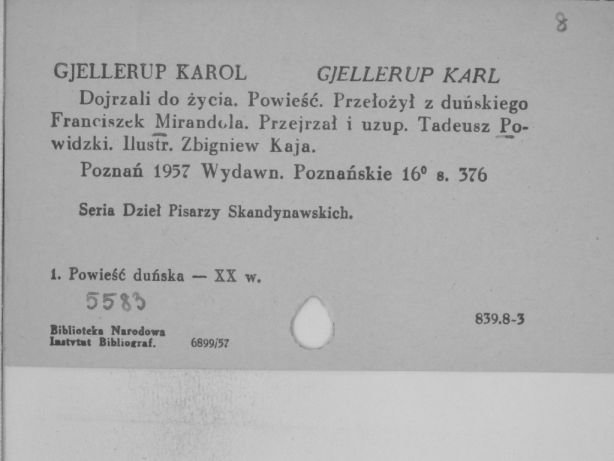 8
GJELLERUP KAROL GJELLERUP KARL
Dojrzali do życia. Powieść. Przełożył z duńskiego
Franciszek Mirandola. Przejrzał i uzup. Tadeusz Po-
widzki. Ilustr. Zbigniew Kaja.
Poznań 1957 Wydawn. Poznańskie 16⁰ s. 376
Seria Dzieł Pisarzy Skandynawskich.
1. Powieść duńska — XX w.
5583
839.8-3
Biblioteka Narodowa
Instytut Bibliograf. 6899/57